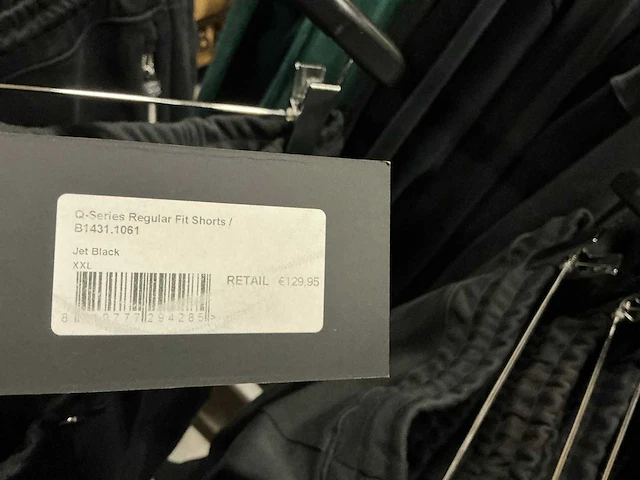 Q-Series Regular Fit Shorts /
B1431.1061
Jet Black
XXL
RETAIL €129,95